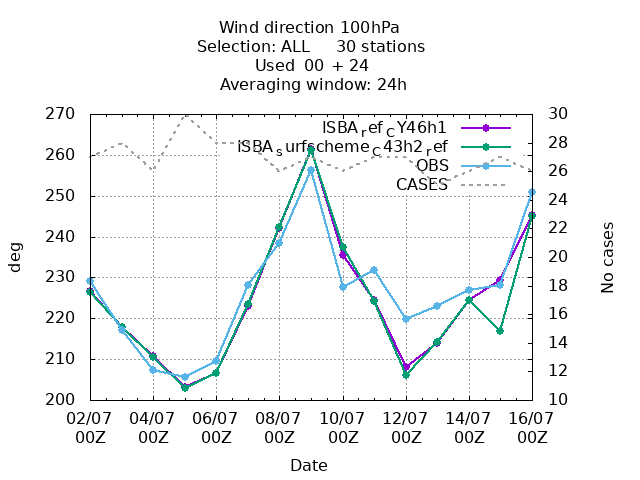 Wind direction 100hPa
Selection: ALL 30 stations
Used 00 + 24
Averaging window: 24h
270 30
ISBA_ref_CY46h1
28
iSBA_surfscheme_C43h2_ref
260 26
OBS
CASES
250 24
240 22
20
230 18
220 16
14
210 12
200 10
deg
No cases
02/07 04/07 06/07 08/07 10/07 12/07 14/07 16/07
00Z 00Z 00Z 00Z 00Z 00Z 00Z 00Z
Date